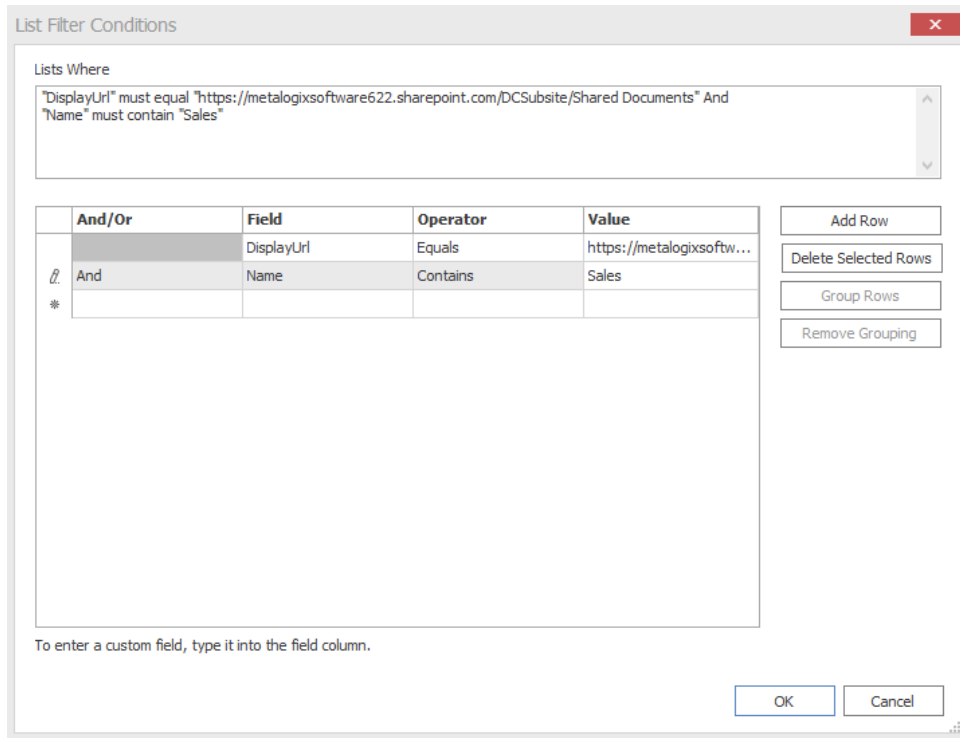 List Filter Conditions
Lists Where
"DisplayUrl" must equal "https://metalogixsoftware622.sharepoint.com/DCSubsite/Shared Documents" And
"Name" must contain "Sales"
And/Or Field Operator Value
DisplayUrl Equals https://metalogixsoftw...
And Name Contains Sales
Add Row
Delete Selected Rows
Group Rows
Remove Grouping
To enter a custom field, type it into the field column.
OK Cancel